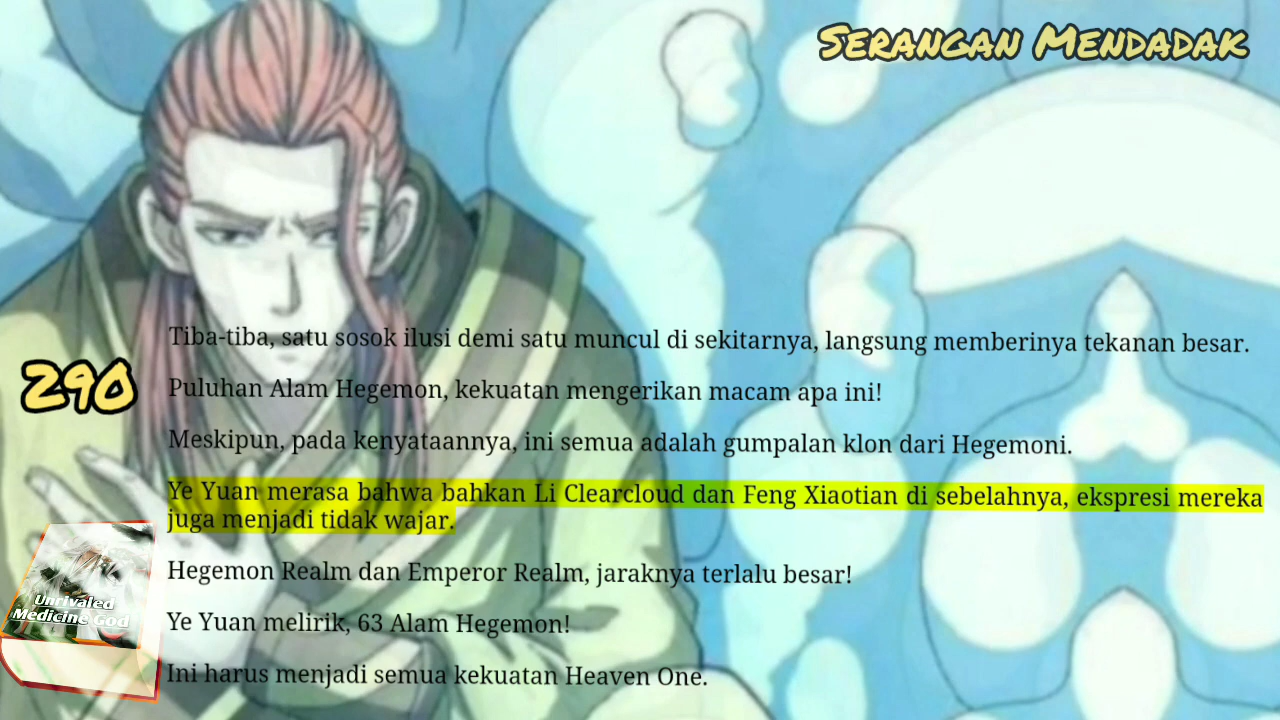 Serangan Mendadak
Tiba-tiba, satu sosok ilusi demi satu muncul di sekitarnya, langsung memberinya tekanan besar.
290
Puluhan Alam Hegemon, kekuatan mengerikan macam apa ini!
Meskipun, pada kenyataannya, ini semua adalah gumpalan klon dari Hegemoni.
Ye Yuan merasa bahwa bahkan Li Clearcloud dan Feng Xiaotian di sebelahnya, ekspresi mereka
juga menjadi tidak wajar.
Hegemon Realm dan Emperor Realm, jaraknya terlalu besar!
Ye Yuan melirik, 63 Alam Hegemon!
Ini harus menjadi semua kekuatan Heaven One.
Unrivaled
Medicine God